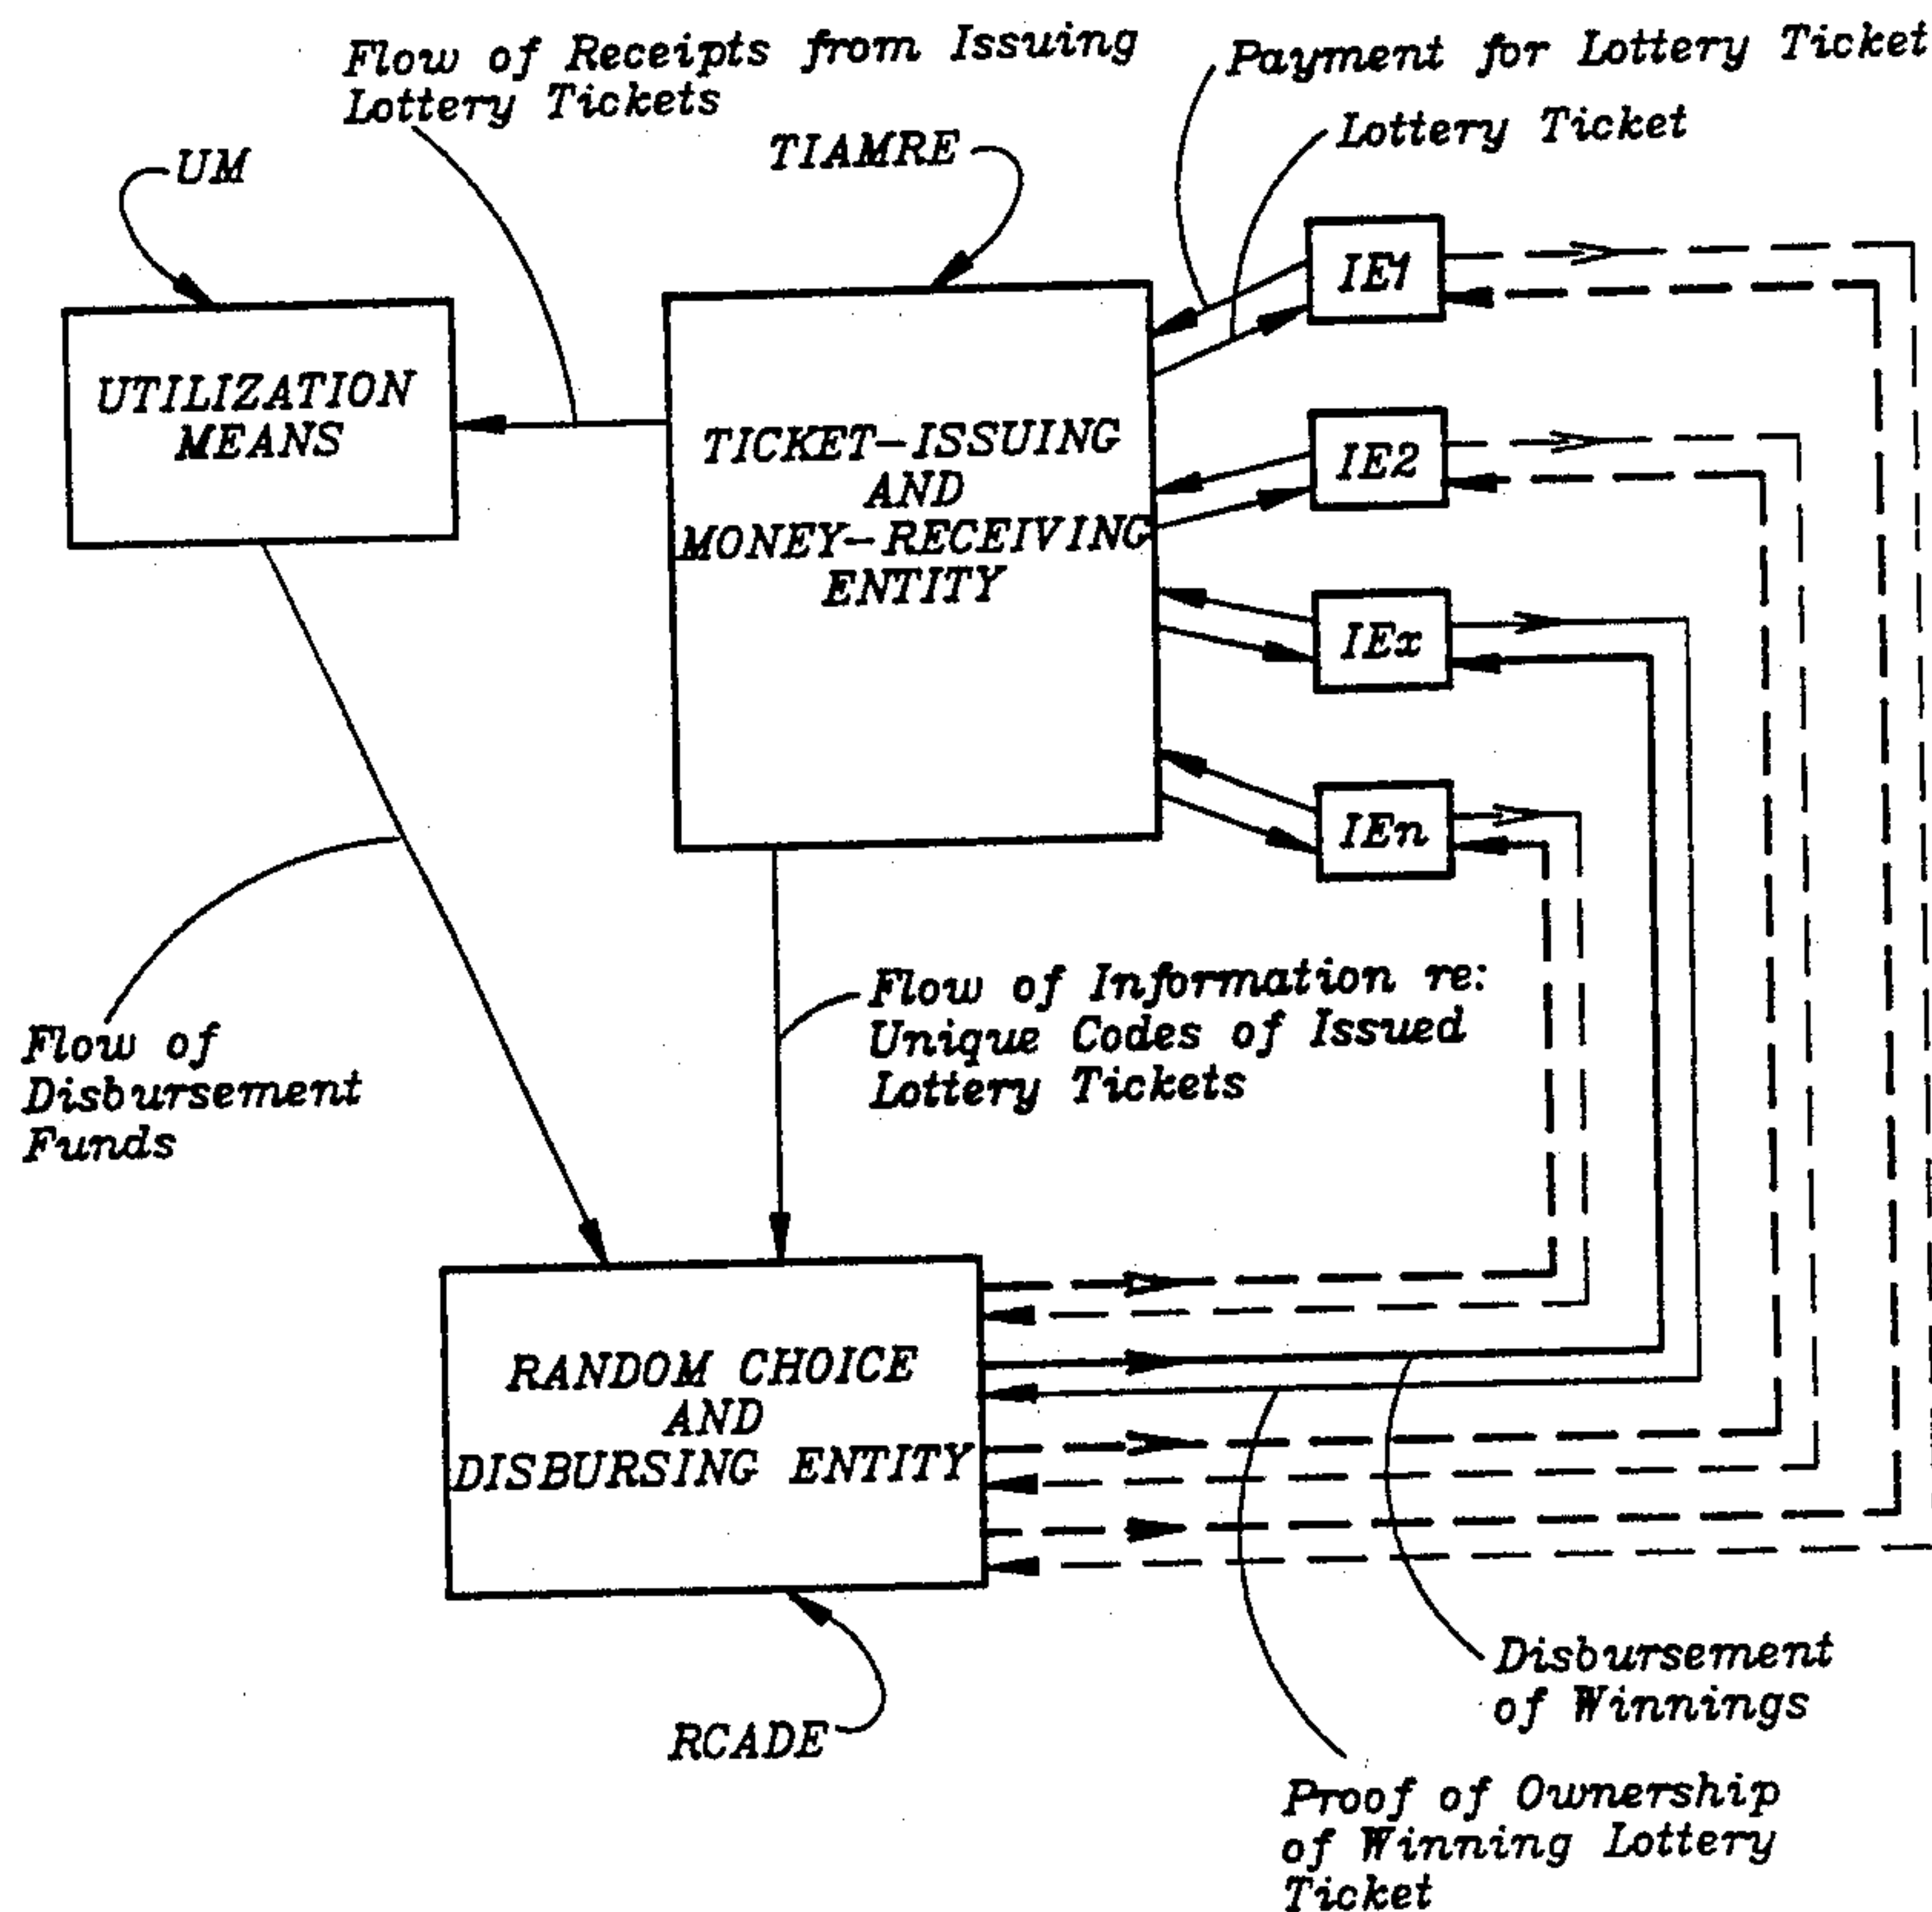 Flow of Receipts from Issuing
Lottery Tickets
Payment for Lottery Ticket
Lottery Ticket
UM
TIAMRE
IE1
UTILIZATION
MEANS
TICKET-ISSUING
AND
MONEY-RECEIVING
ENTITY
IE2
IEx
IEn
Flow of
Disbursement
Funds
Flow of Information re:
Unique Codes of Issued
Lottery Tickets
RANDOM CHOICE
AND
DISBURSING ENTITY
RCADE
Disbursement
of Winnings
Proof of Ownership
of Winning Lottery
Ticket